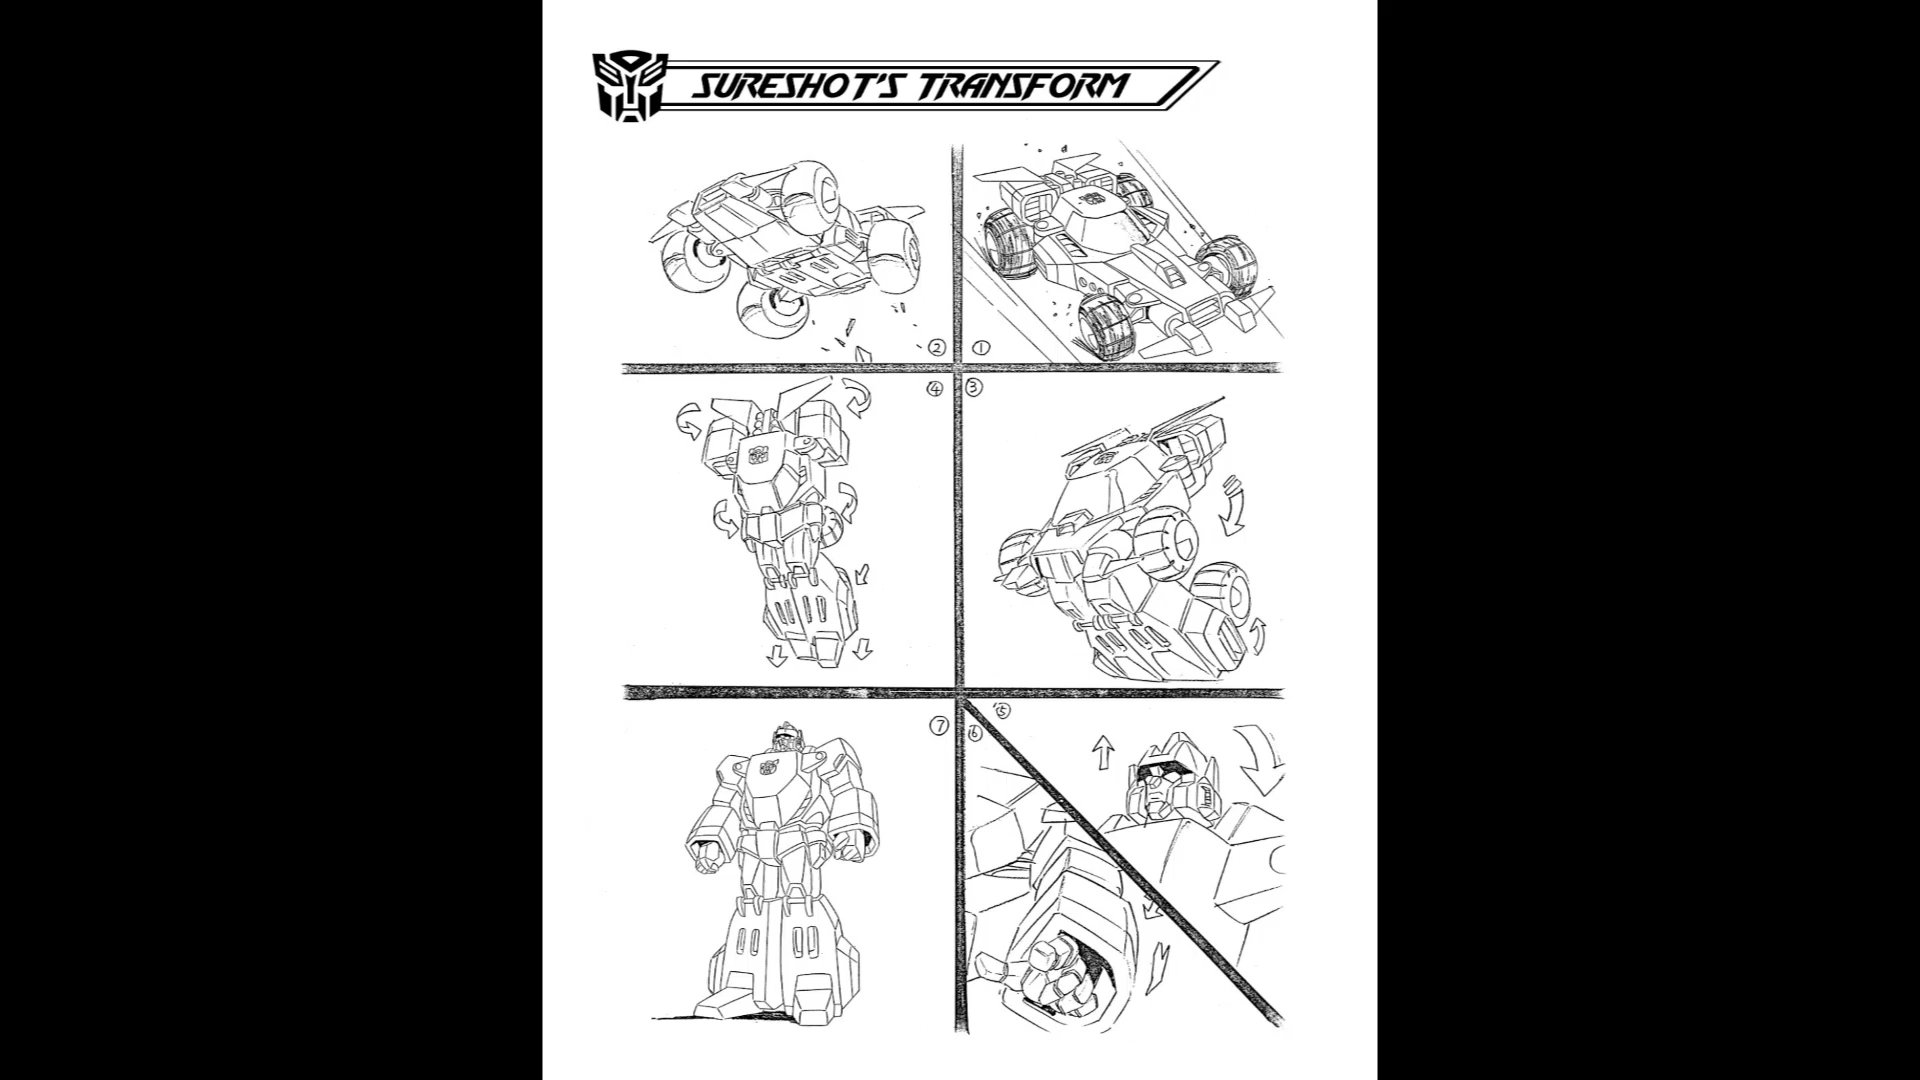 SURESHOT'S TRANSFORM
② ①
④ ③
⑦ ⑤
⑥